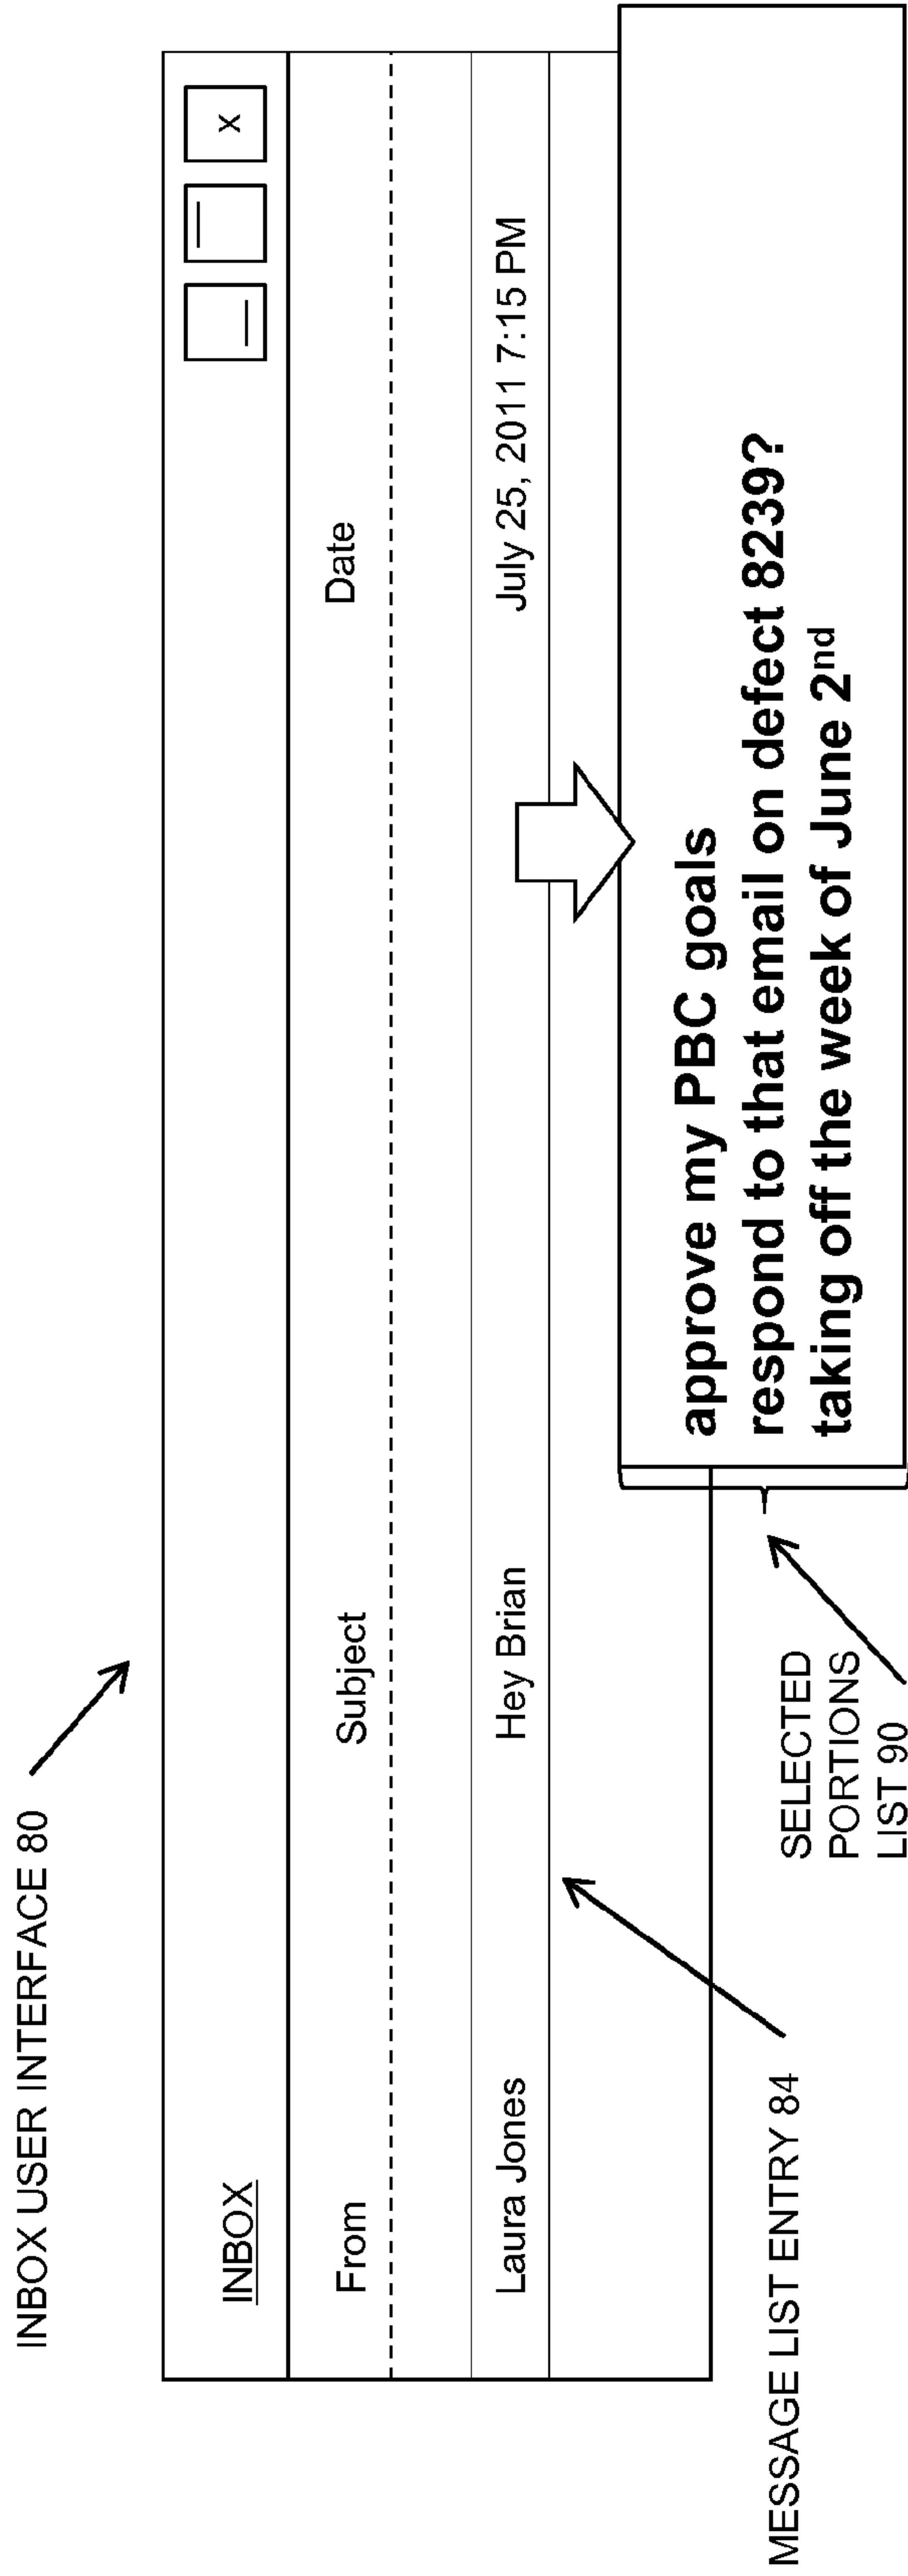 INBOX USER INTERFACE 80
INBOX
x
From Subject Date
Laura Jones Hey Brian July 25, 2011 7:15 PM
approve my PBC goals
respond to that email on defect 8239?
taking off the week of June 2nd
MESSAGE LIST ENTRY 84
SELECTED
PORTIONS
LIST 90